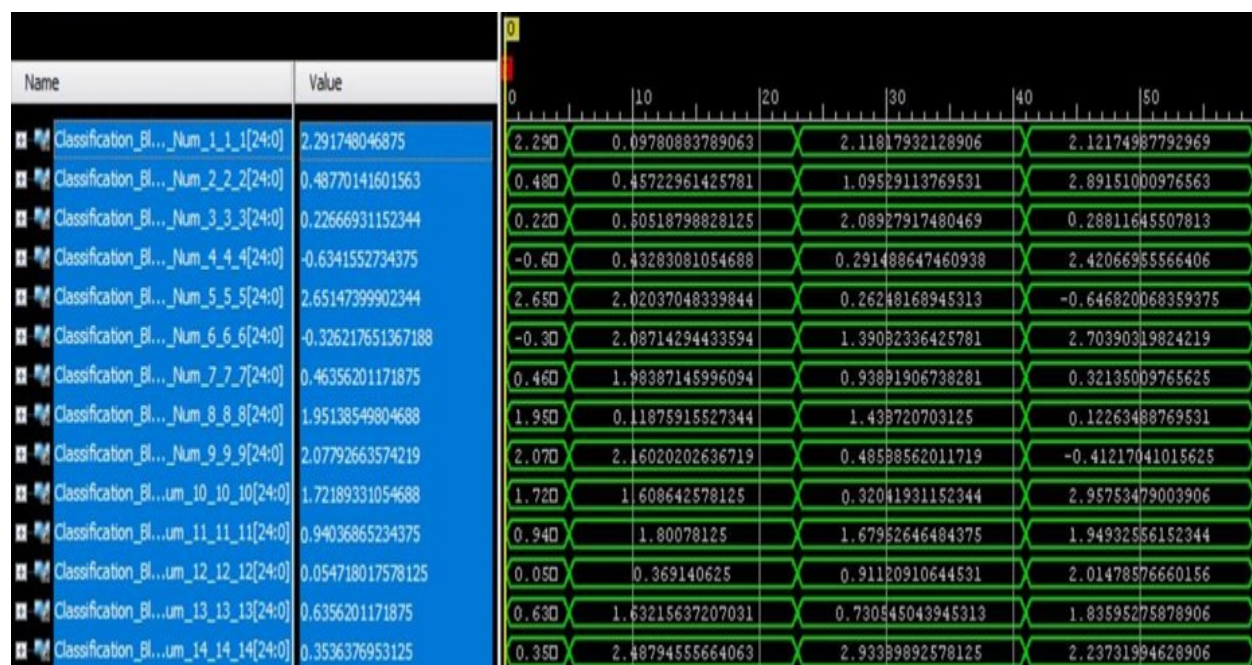 0
Name Value 0 10 20 30 40 50
Classification_Bl..._Num_1_1_1[24:0] 2.291748046875 2.29 0.09780883789063 2.11817932128906 2.12174987792969
Classification_Bl..._Num_2_2_2[24:0] 0.48770141601563 0.48 0.45722961425781 1.09529113769531 2.89151000976563
Classification_Bl..._Num_3_3_3[24:0] 0.22666931152344 0.22 0.50518798828125 2.08927917480469 0.28811645507813
Classification_Bl..._Num_4_4_4[24:0] -0.6341552734375 -0.6 0.43283081054688 0.291488647460938 2.42066955566406
Classification_Bl..._Num_5_5_5[24:0] 2.65147399902344 2.65 2.02037048339844 0.26248168945313 -0.646820068359375
Classification_Bl..._Num_6_6_6[24:0] -0.326217651367188 -0.3 2.08714294433594 1.39082336425781 2.70390319824219
Classification_Bl..._Num_7_7_7[24:0] 0.46356201171875 0.46 1.98387145996094 0.93891906738281 0.32135009765625
Classification_Bl..._Num_8_8_8[24:0] 1.95138549804688 1.95 0.11875915527344 1.438720703125 0.12263488769531
Classification_Bl..._Num_9_9_9[24:0] 2.07792663574219 2.07 2.16020202636719 0.48588562011719 -0.41217041015625
Classification_Bl...um_10_10_10[24:0] 1.72189331054688 1.72 1.608642578125 0.32041931152344 2.95753479003906
Classification_Bl...um_11_11_11[24:0] 0.94036865234375 0.94 1.80078125 1.67962646484375 1.94932556152344
Classification_Bl...um_12_12_12[24:0] 0.054718017578125 0.05 0.369140625 0.91120910644531 2.01478576660156
Classification_Bl...um_13_13_13[24:0] 0.6356201171875 0.63 1.63215637207031 0.730545043945313 1.83595275878906
Classification_Bl...um_14_14_14[24:0] 0.3536376953125 0.35 2.48794555664063 2.93389892578125 2.23731994628906